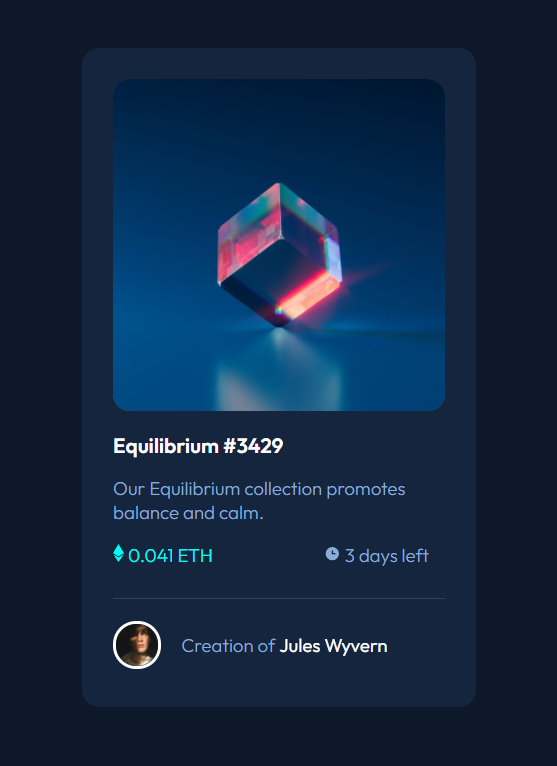 Equilibrium #3429
Our Equilibrium collection promotes
balance and calm.
0.041 ETH 3 days left
Creation of Jules Wyvern